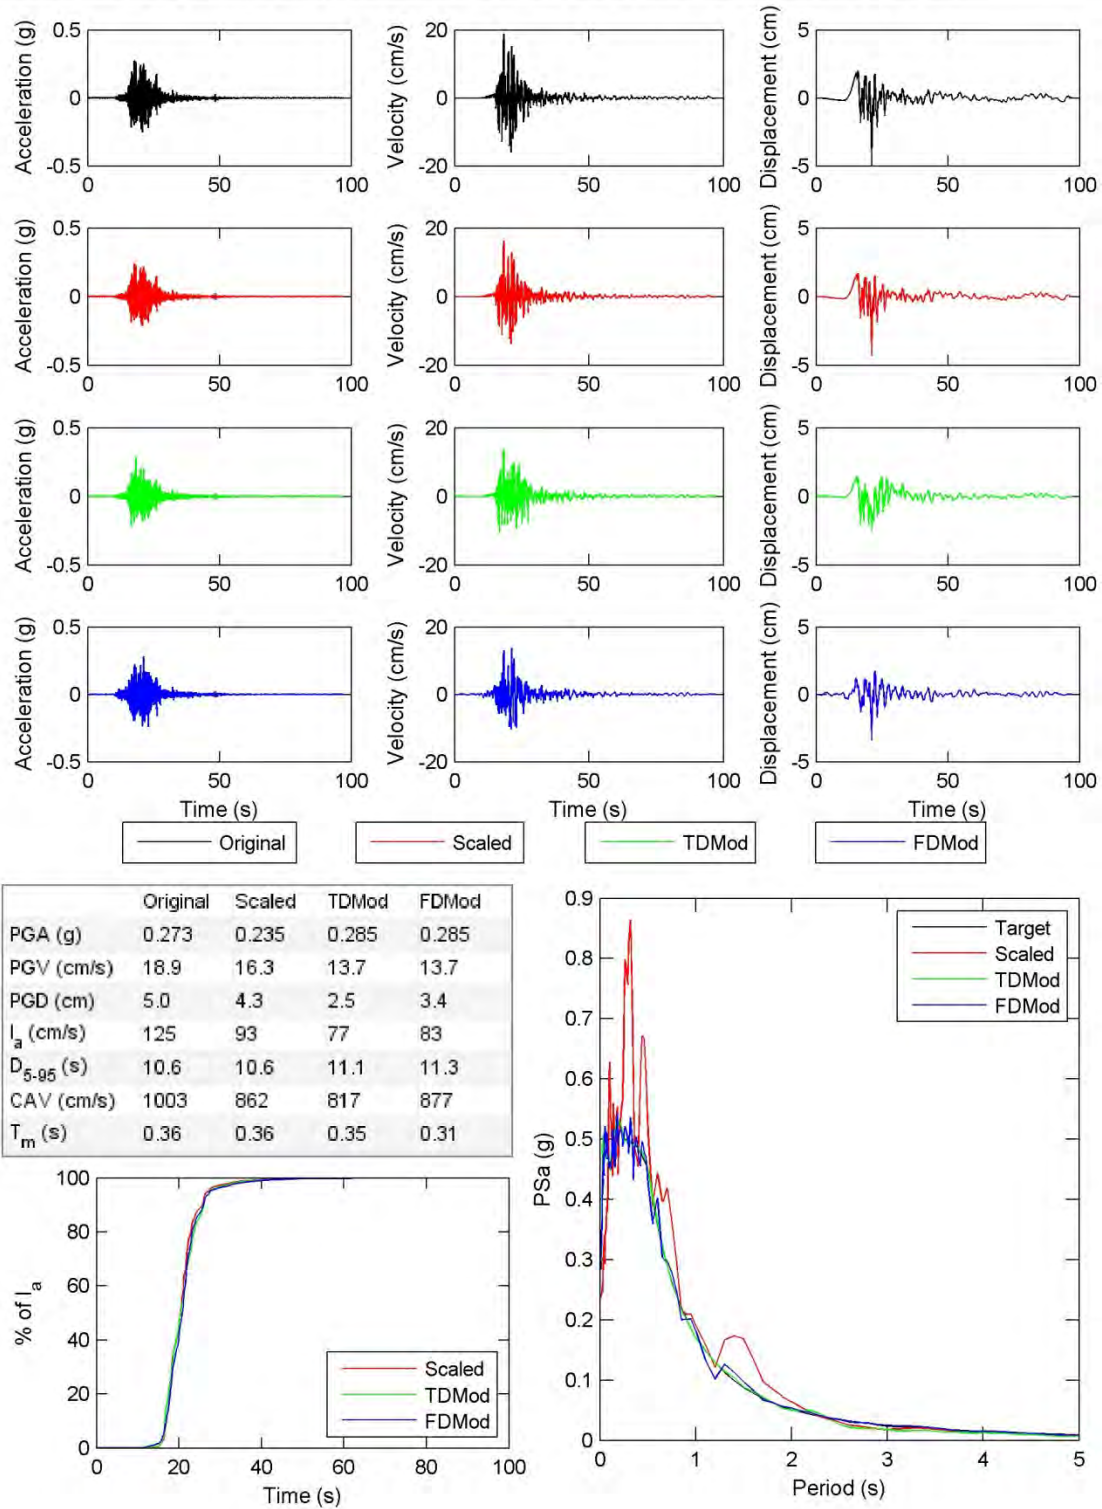 Acceleration (g)
0.5
0
-0.5
0
50
100
Velocity (cm/s)
20
0
-20
0
50
100
Displacement (cm)
5
0
-5
0
50
100
Acceleration (g)
0.5
0
-0.5
0
50
100
Velocity (cm/s)
20
0
-20
0
50
100
Displacement (cm)
5
0
-5
0
50
100
Acceleration (g)
0.5
0
-0.5
0
50
100
Velocity (cm/s)
20
0
-20
0
50
100
Displacement (cm)
5
0
-5
0
50
100
Acceleration (g)
0.5
0
-0.5
0
50
100
Time (s)
Velocity (cm/s)
20
0
-20
0
50
100
Time (s)
Displacement (cm)
5
0
-5
0
50
100
Time (s)
Original
Scaled
TDMod
FDMod
Original Scaled TDMod FDMod
PGA (g) 0.273 0.235 0.285 0.285
PGV (cm/s) 18.9 16.3 13.7 13.7
PGD (cm) 5.0 4.3 2.5 3.4
Ia (cm/s) 125 93 77 83
D5-95 (s) 10.6 10.6 11.1 11.3
CAV (cm/s) 1003 862 817 877
Tm (s) 0.36 0.36 0.35 0.31
% of Ia
100
80
60
40
20
0
0 20 40 60 80 100
Time (s)
Scaled
TDMod
FDMod
PSa (g)
0.9
0.8
0.7
0.6
0.5
0.4
0.3
0.2
0.1
0
0 1 2 3 4 5
Period (s)
Target
Scaled
TDMod
FDMod